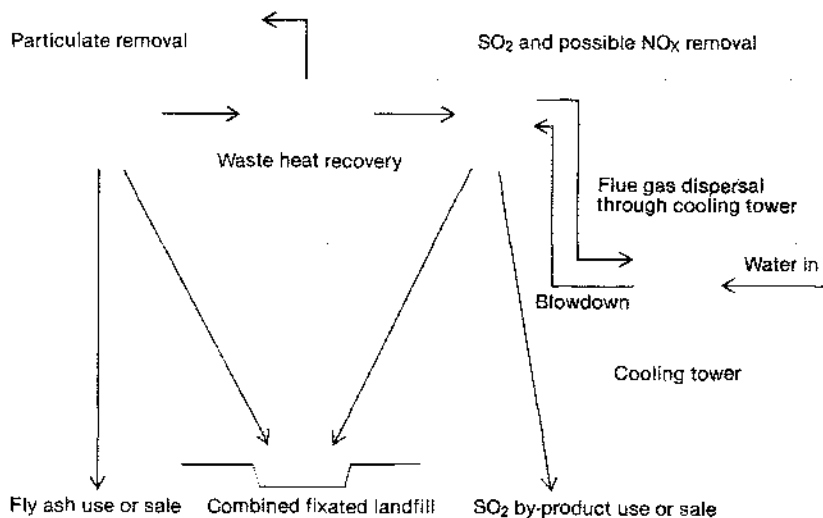 Particulate removal
SO₂ and possible NOₓ removal
Waste heat recovery
Flue gas dispersal
through cooling tower
Water in
Blowdown
Cooling tower
Fly ash use or sale
Combined fixated landfill
SO₂ by-product use or sale